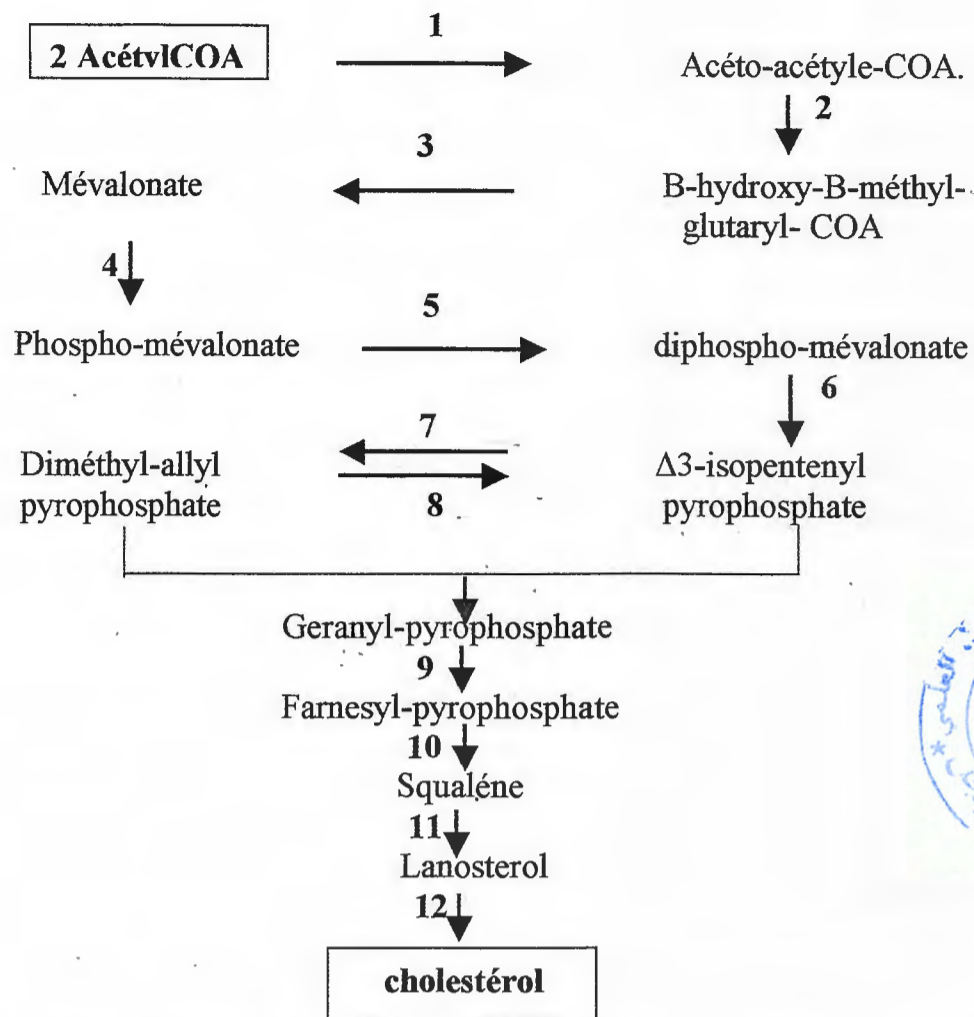 1
2 AcétvlCOA
Acéto-acétyle-COA.
2
3
Mévalonate
B-hydroxy-B-méthyl-
glutaryl- COA
4
5
Phospho-mévalonate
diphospho-mévalonate
6
7
Diméthyl-allyl
pyrophosphate
Δ3-isopentenyl
pyrophosphate
8
Geranyl-pyrophosphate
9
Farnesyl-pyrophosphate
10
Squaléne
11
Lanosterol
12
cholestérol